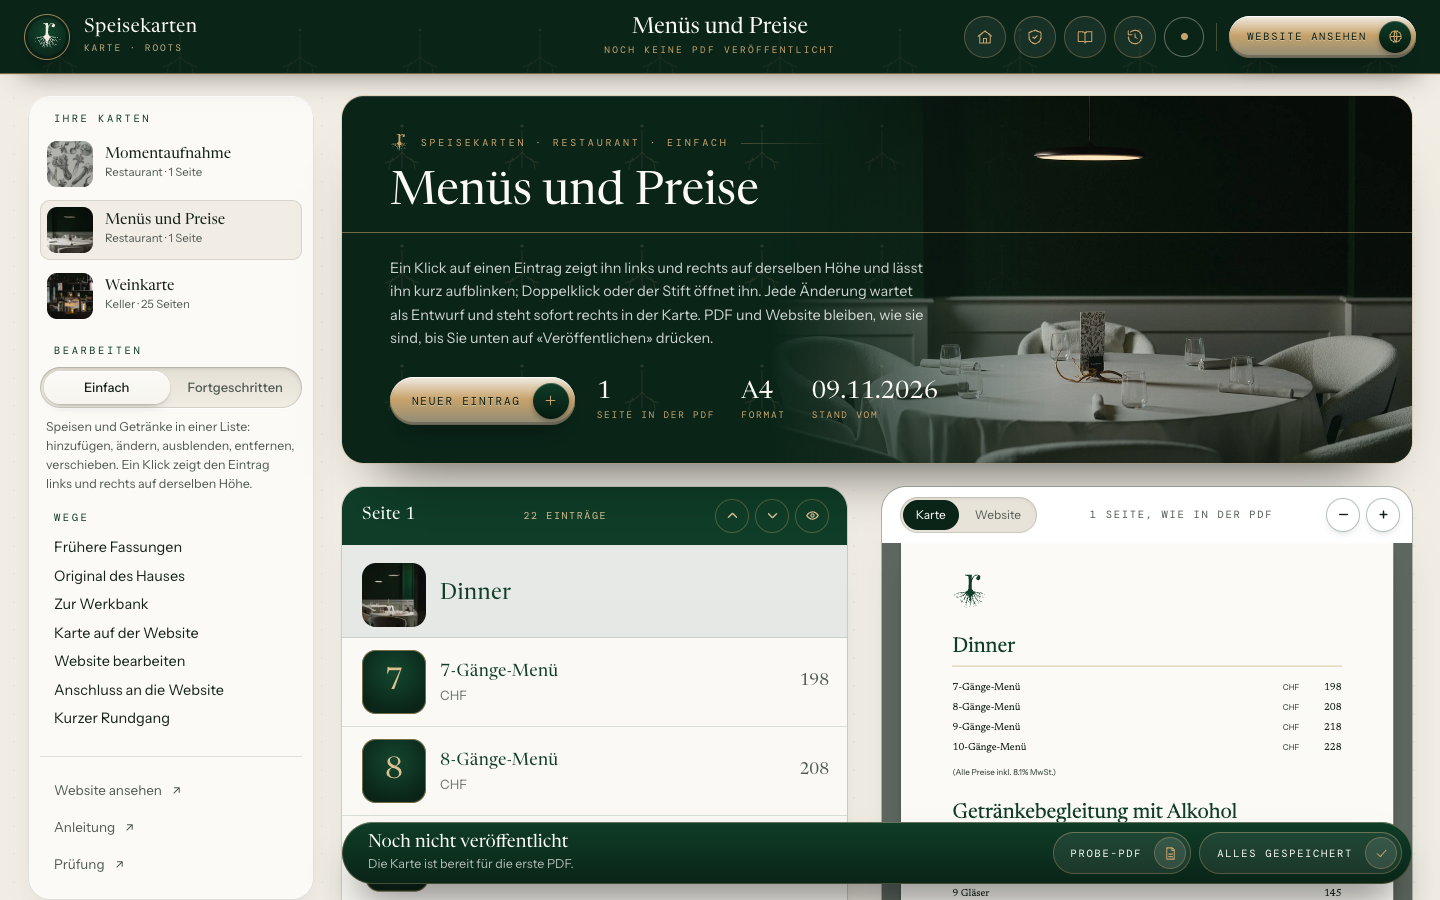 Speisekarten
KARTE · ROOTS
Menüs und Preise
NOCH KEINE PDF VERÖFFENTLICHT
WEBSITE ANSEHEN
IHRE KARTEN
Momentaufnahme
Restaurant · 1 Seite
Menüs und Preise
Restaurant · 1 Seite
Weinkarte
Keller · 25 Seiten
BEARBEITEN
Einfach
Fortgeschritten
Speisen und Getränke in einer Liste:
hinzufügen, ändern, ausblenden, entfernen,
verschieben. Ein Klick zeigt den Eintrag
links und rechts auf derselben Höhe.
WEGE
Frühere Fassungen
Original des Hauses
Zur Werkbank
Karte auf der Website
Website bearbeiten
Anschluss an die Website
Kurzer Rundgang
Website ansehen
Anleitung
Prüfung
r SPEISEKARTEN · RESTAURANT · EINFACH
Menüs und Preise
Ein Klick auf einen Eintrag zeigt ihn links und rechts auf derselben Höhe und lässt
ihn kurz aufblinken; Doppelklick oder der Stift öffnet ihn. Jede Änderung wartet
als Entwurf und steht sofort rechts in der Karte. PDF und Website bleiben, wie sie
sind, bis Sie unten auf «Veröffentlichen» drücken.
NEUER EINTRAG
1
SEITE IN DER PDF
A4
FORMAT
09.11.2026
STAND VOM
Seite 1
22 EINTRÄGE
Dinner
7
7-Gänge-Menü
CHF
198
8
8-Gänge-Menü
CHF
208
Karte
Website
1 SEITE, WIE IN DER PDF
r
Dinner
7-Gänge-Menü CHF 198
8-Gänge-Menü CHF 208
9-Gänge-Menü CHF 218
10-Gänge-Menü CHF 228
(Alle Preise inkl. 8.1% MwSt.)
Getränkebegleitung mit Alkohol
Noch nicht veröffentlicht
Die Karte ist bereit für die erste PDF.
PROBE-PDF
ALLES GESPEICHERT
9 Gläser 145